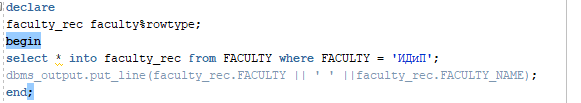 declare
faculty_rec faculty%rowtype;
begin
select * into faculty_rec from FACULTY where FACULTY = 'ИДиП';
dbms_output.put_line(faculty_rec.FACULTY || ' ' ||faculty_rec.FACULTY_NAME);
end;